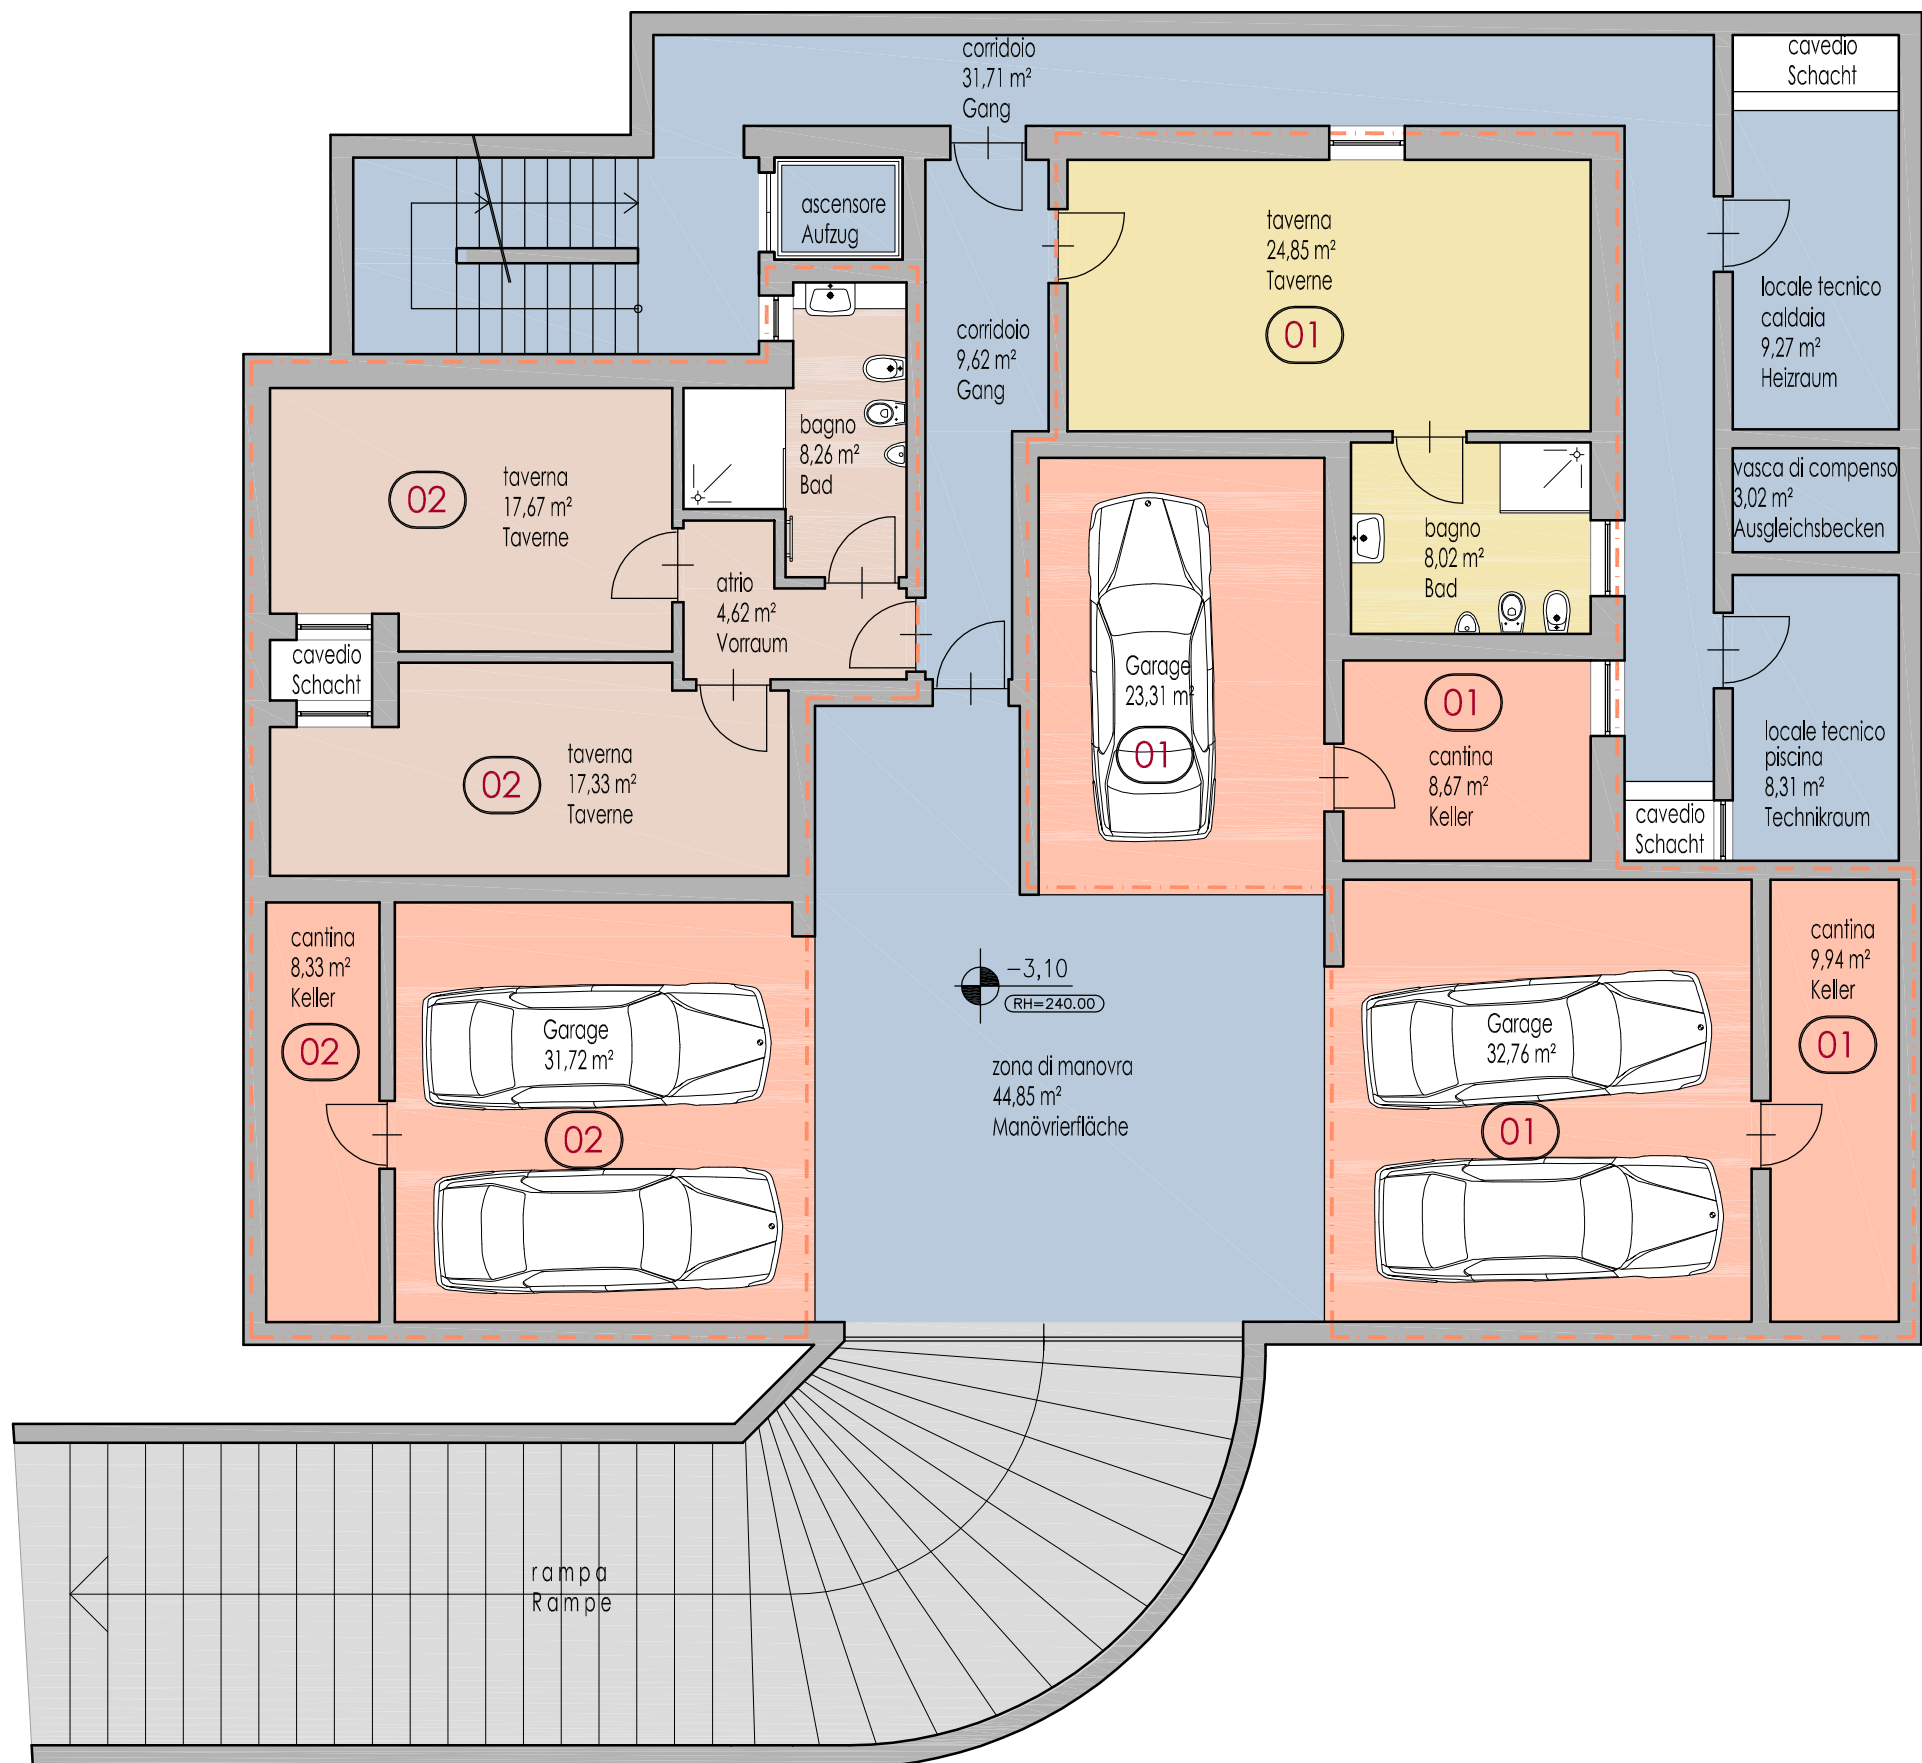 corridoio
31,71 m²
Gang
cavedio
Schacht
ascensore
Aufzug
taverna
24,85 m²
Taverne
01
locale tecnico
caldaia
9,27 m²
Heizraum
corridoio
9,62 m²
Gang
bagno
8,26 m²
Bad
02
taverna
17,67 m²
Taverne
vasca di compenso
3,02 m²
Ausgleichsbecken
bagno
8,02 m²
Bad
atrio
4,62 m²
Vorraum
cavedio
Schacht
Garage
23,31 m²
01
01
cantina
8,67 m²
Keller
02
taverna
17,33 m²
Taverne
locale tecnico
piscina
8,31 m²
Technikraum
cavedio
Schacht
cantina
8,33 m²
Keller
02
Garage
31,72 m²
02
-3,10
RH=240.00
zona di manovra
44,85 m²
Manövrierfläche
Garage
32,76 m²
01
cantina
9,94 m²
Keller
01
rampa
Rampe